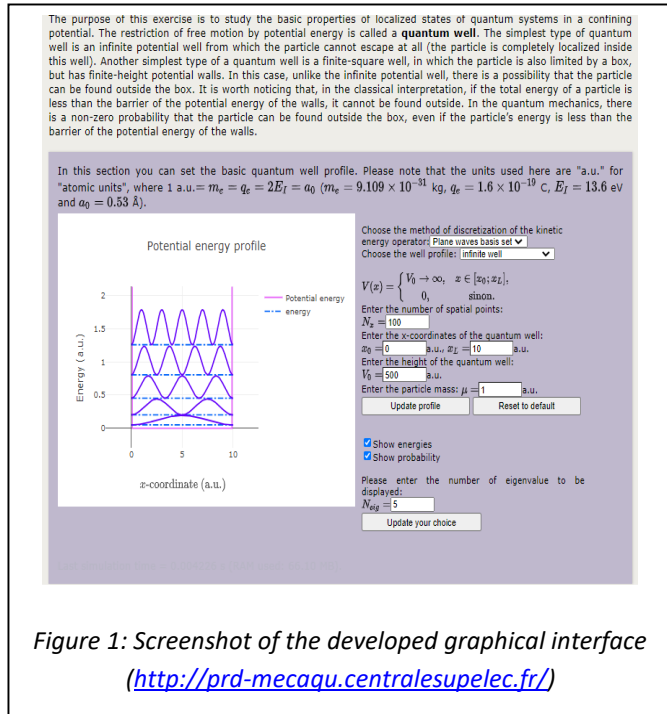 The purpose of this exercise is to study the basic properties of localized states of quantum systems in a confining
potential. The restriction of free motion by potential energy is called a quantum well. The simplest type of quantum
well is an infinite potential well from which the particle cannot escape at all (the particle is completely localized inside
this well). Another simplest type of a quantum well is a finite-square well, in which the particle is also limited by a box,
but has finite-height potential walls. In this case, unlike the infinite potential well, there is a possibility that the particle
can be found outside the box. It is worth noticing that, in the classical interpretation, if the total energy of a particle is
less than the barrier of the potential energy of the walls, it cannot be found outside. In the quantum mechanics, there
is a non-zero probability that the particle can be found outside the box, even if the particle's energy is less than the
barrier of the potential energy of the walls.
In this section you can set the basic quantum well profile. Please note that the units used here are "a.u." for
"atomic units", where 1 a.u.= mₑ = qₑ = 2E_I = a₀ (mₑ = 9.109 × 10⁻³¹ kg, qₑ = 1.6 × 10⁻¹⁹ C, E_I = 13.6 eV
and a₀ = 0.53 Å).
Potential energy profile
Potential energy
energy
2
1.5
1
0.5
0
Energy ( a.u.)
0 5 10
x-coordinate (a.u.)
Choose the method of discretization of the kinetic
energy operator: Plane waves basis set
Choose the well profile: infinite well
V(x) = { V₀ → ∞, x ∈ [x₀; x_L],
0, sinon.
Enter the number of spatial points:
Nₓ = 100
Enter the x-coordinates of the quantum well:
x₀ = 0 a.u., x_L = 10 a.u.
Enter the height of the quantum well:
V₀ = 500 a.u.
Enter the particle mass: μ = 1 a.u.
Update profile Reset to default
Show energies
Show probability
Please enter the number of eigenvalue to be
displayed:
N_eig = 5
Update your choice
Figure 1: Screenshot of the developed graphical interface
(http://prd-mecaqu.centralesupelec.fr/)